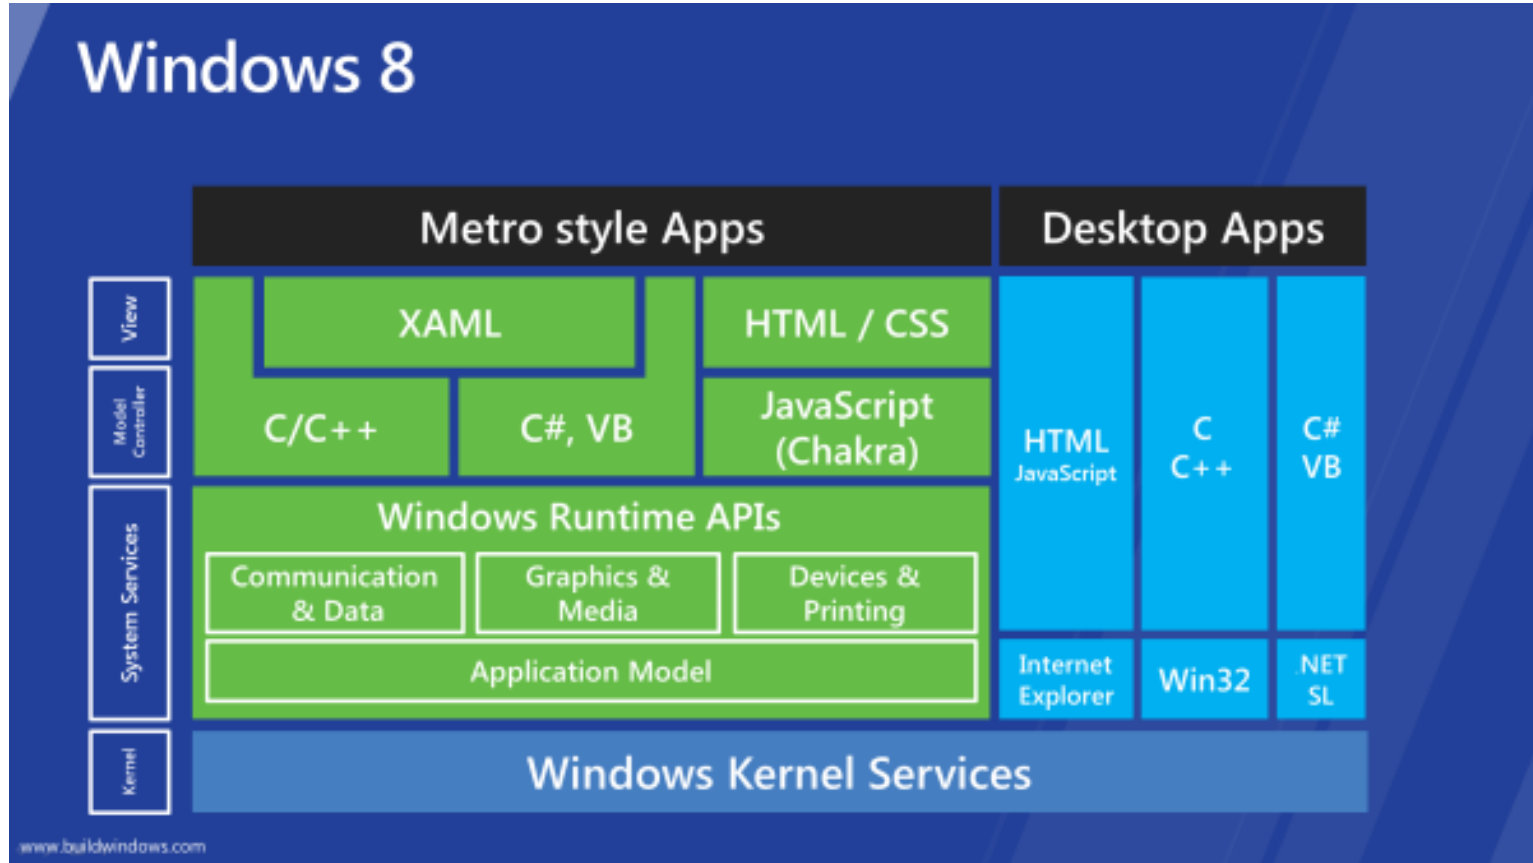 Windows 8
Metro style Apps
Desktop Apps
View
XAML
HTML / CSS
Model
Controller
C/C++
C#, VB
JavaScript
(Chakra)
HTML
JavaScript
C
C++
C#
VB
System Services
Windows Runtime APIs
Communication
& Data
Graphics &
Media
Devices &
Printing
Application Model
Internet
Explorer
Win32
.NET
SL
Kernel
Windows Kernel Services
www.buildwindows.com